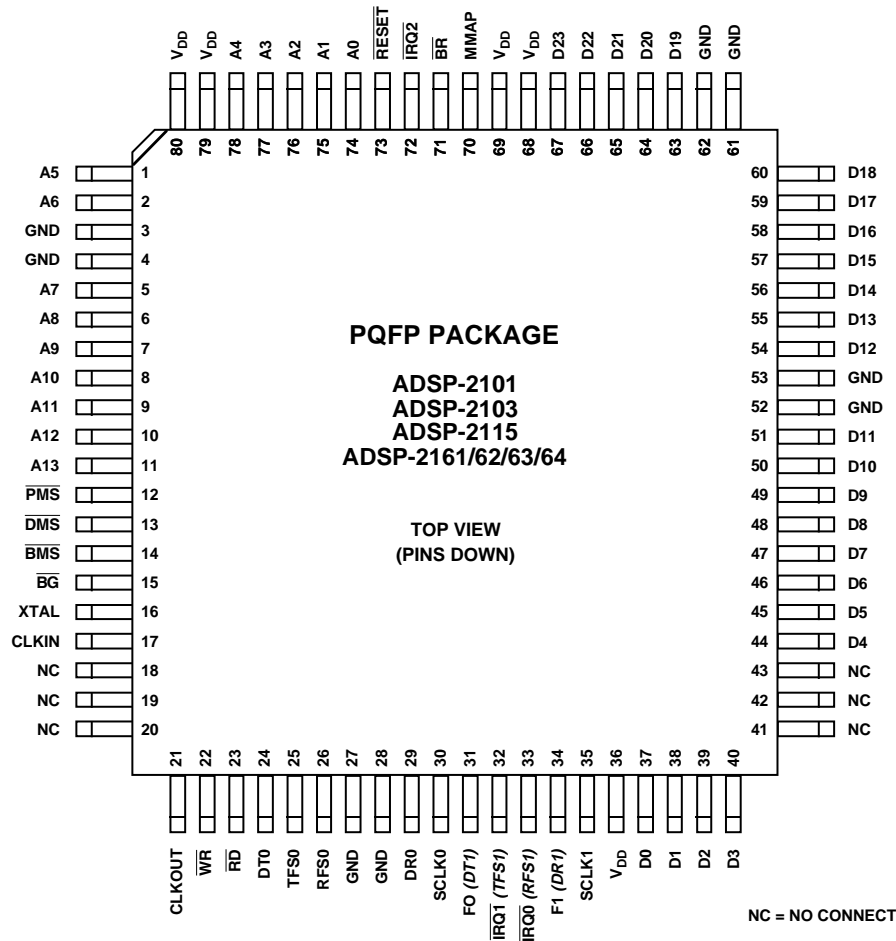 V_DD V_DD A4 A3 A2 A1 A0 RESET IRQ2 BR MMAP V_DD V_DD D23 D22 D21 D20 D19 GND GND
80 79 78 77 76 75 74 73 72 71 70 69 68 67 66 65 64 63 62 61
A5 1 60 D18
A6 2 59 D17
GND 3 58 D16
GND 4 57 D15
A7 5 56 D14
A8 6 55 D13
A9 7 54 D12
A10 8 53 GND
A11 9 52 GND
A12 10 51 D11
A13 11 50 D10
PMS 12 49 D9
DMS 13 48 D8
BMS 14 47 D7
BG 15 46 D6
XTAL 16 45 D5
CLKIN 17 44 D4
NC 18 43 NC
NC 19 42 NC
NC 20 41 NC
PQFP PACKAGE
ADSP-2101
ADSP-2103
ADSP-2115
ADSP-2161/62/63/64
TOP VIEW
(PINS DOWN)
21 22 23 24 25 26 27 28 29 30 31 32 33 34 35 36 37 38 39 40
CLKOUT WR RD DT0 TFS0 RFS0 GND GND DR0 SCLK0 FO (DT1) IRQ1 (TFS1) IRQ0 (RFS1) F1 (DR1) SCLK1 V_DD D0 D1 D2 D3
NC = NO CONNECT